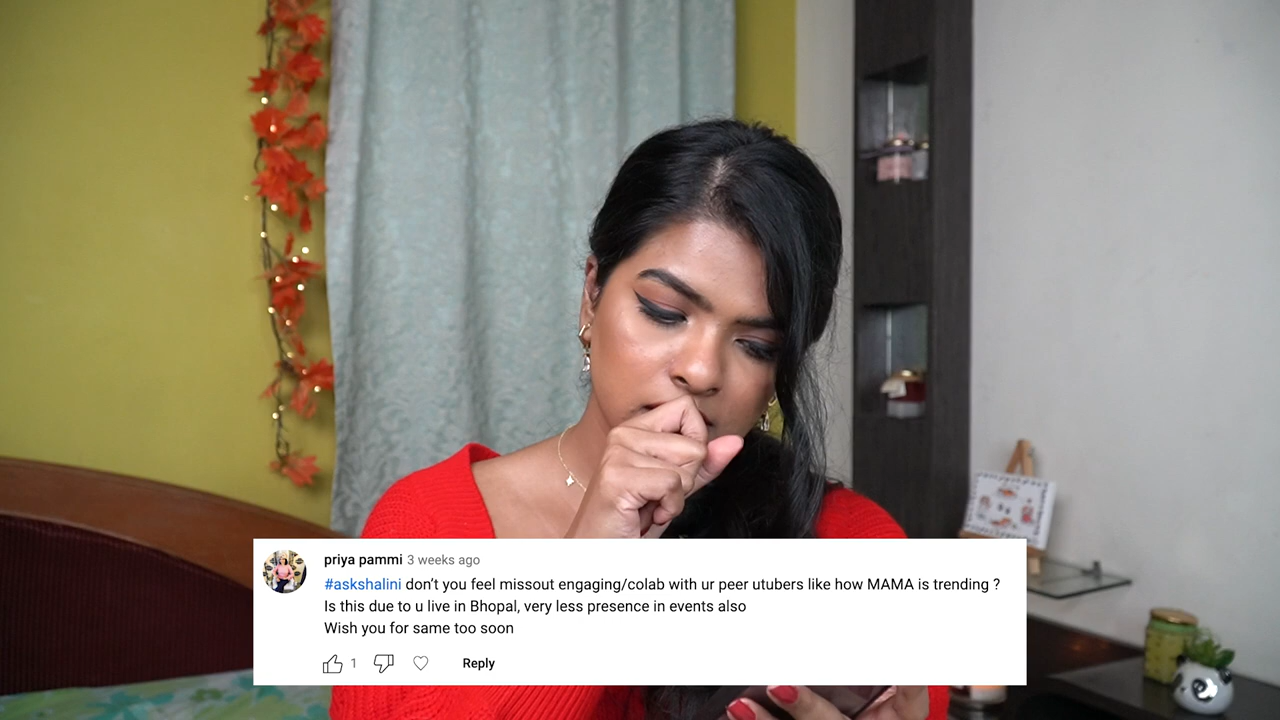 priya pammi 3 weeks ago
#askshalini don’t you feel missout engaging/colab with ur peer utubers like how MAMA is trending ?
Is this due to u live in Bhopal, very less presence in events also
Wish you for same too soon
1 Reply